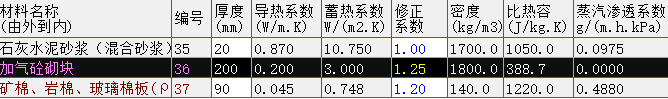 材料名称 (由外到内) 编号 厚度 (mm) 导热系数 (W/m.K) 蓄热系数 W/(m2.K) 修正系数 密度 (kg/m3) 比热容 (J/kg.K) 蒸汽渗透系数 g/(m.h.kPa)
石灰水泥砂浆（混合砂浆） 35 20 0.870 10.750 1.00 1700.0 1050.0 0.0975
加气砼砌块 36 200 0.200 3.000 1.25 1800.0 388.7 0.0000
矿棉、岩棉、玻璃棉板(ρ 37 90 0.045 0.748 1.20 140.0 1220.0 0.4880